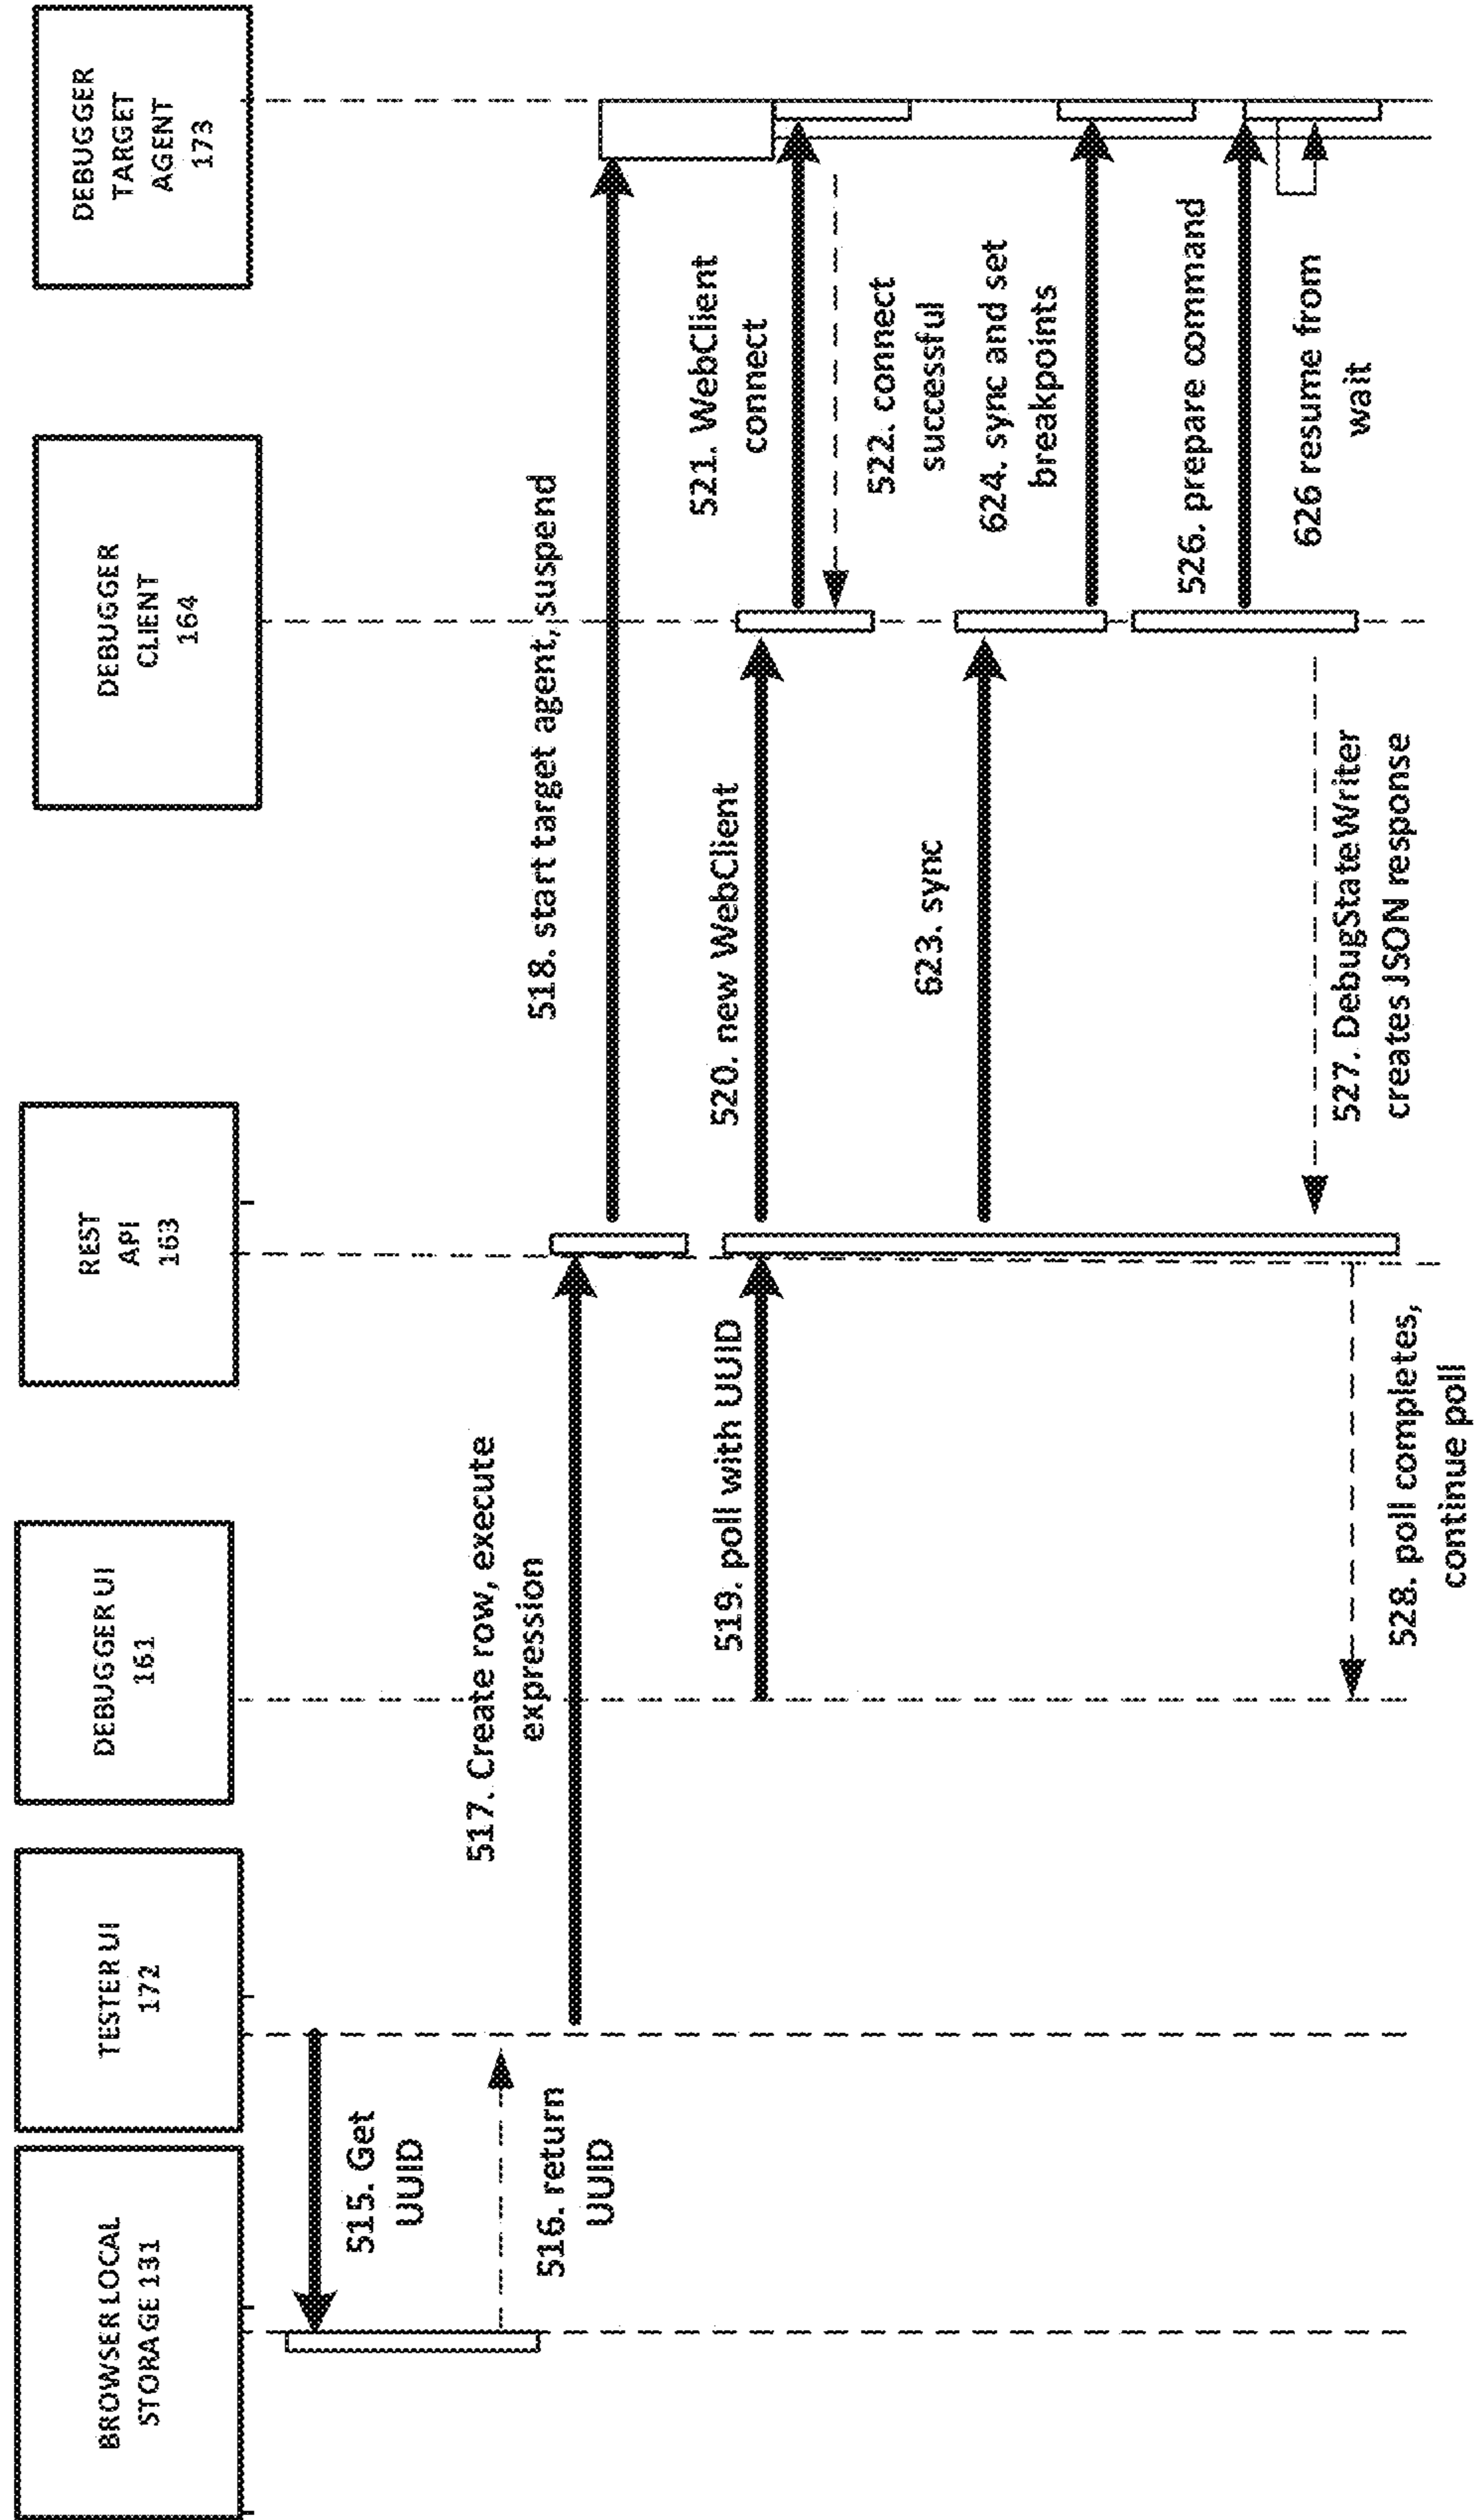 BROWSER LOCAL
STORAGE 131
TESTER UI
172
DEBUGGER UI
161
REST
API
163
DEBUGGER
CLIENT
164
DEBUGGER
TARGET
AGENT
173
515. Get
UUID
516. return
UUID
517. Create row, execute
expression
518. start target agent, suspend
519. poll with UUID
520. new WebClient
521. WebClient
connect
522. connect
successful
623. sync
624. sync and set
breakpoints
526. prepare command
626 resume from
wait
527. DebugStateWriter
creates JSON response
528. poll completes,
continue poll